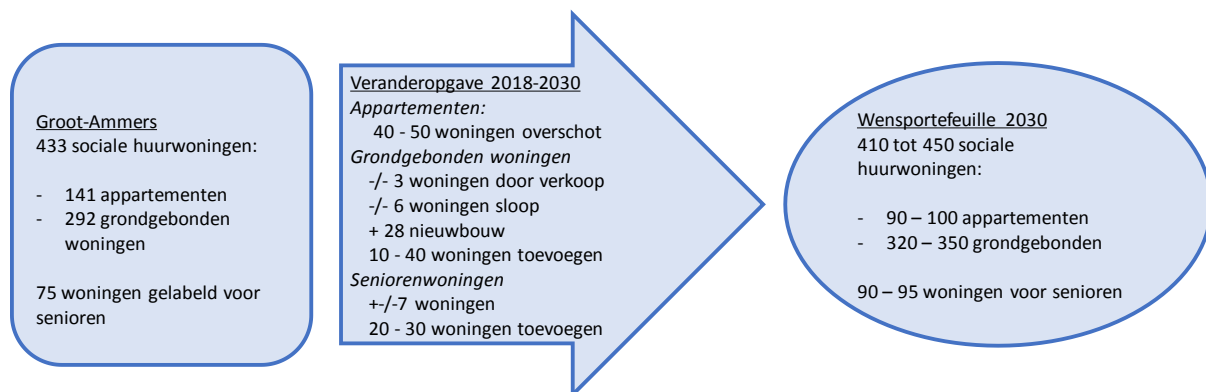 Groot-Ammers
433 sociale huurwoningen:
- 141 appartementen
- 292 grondgebonden
woningen
75 woningen gelabeld voor
senioren
Veranderopgave 2018-2030
Appartementen:
40 - 50 woningen overschot
Grondgebonden woningen
-/- 3 woningen door verkoop
-/- 6 woningen sloop
+ 28 nieuwbouw
10 - 40 woningen toevoegen
Seniorenwoningen
+-/-7 woningen
20 - 30 woningen toevoegen
Wensportefeuille 2030
410 tot 450 sociale
huurwoningen:
- 90 – 100 appartementen
- 320 – 350 grondgebonden
90 – 95 woningen voor senioren